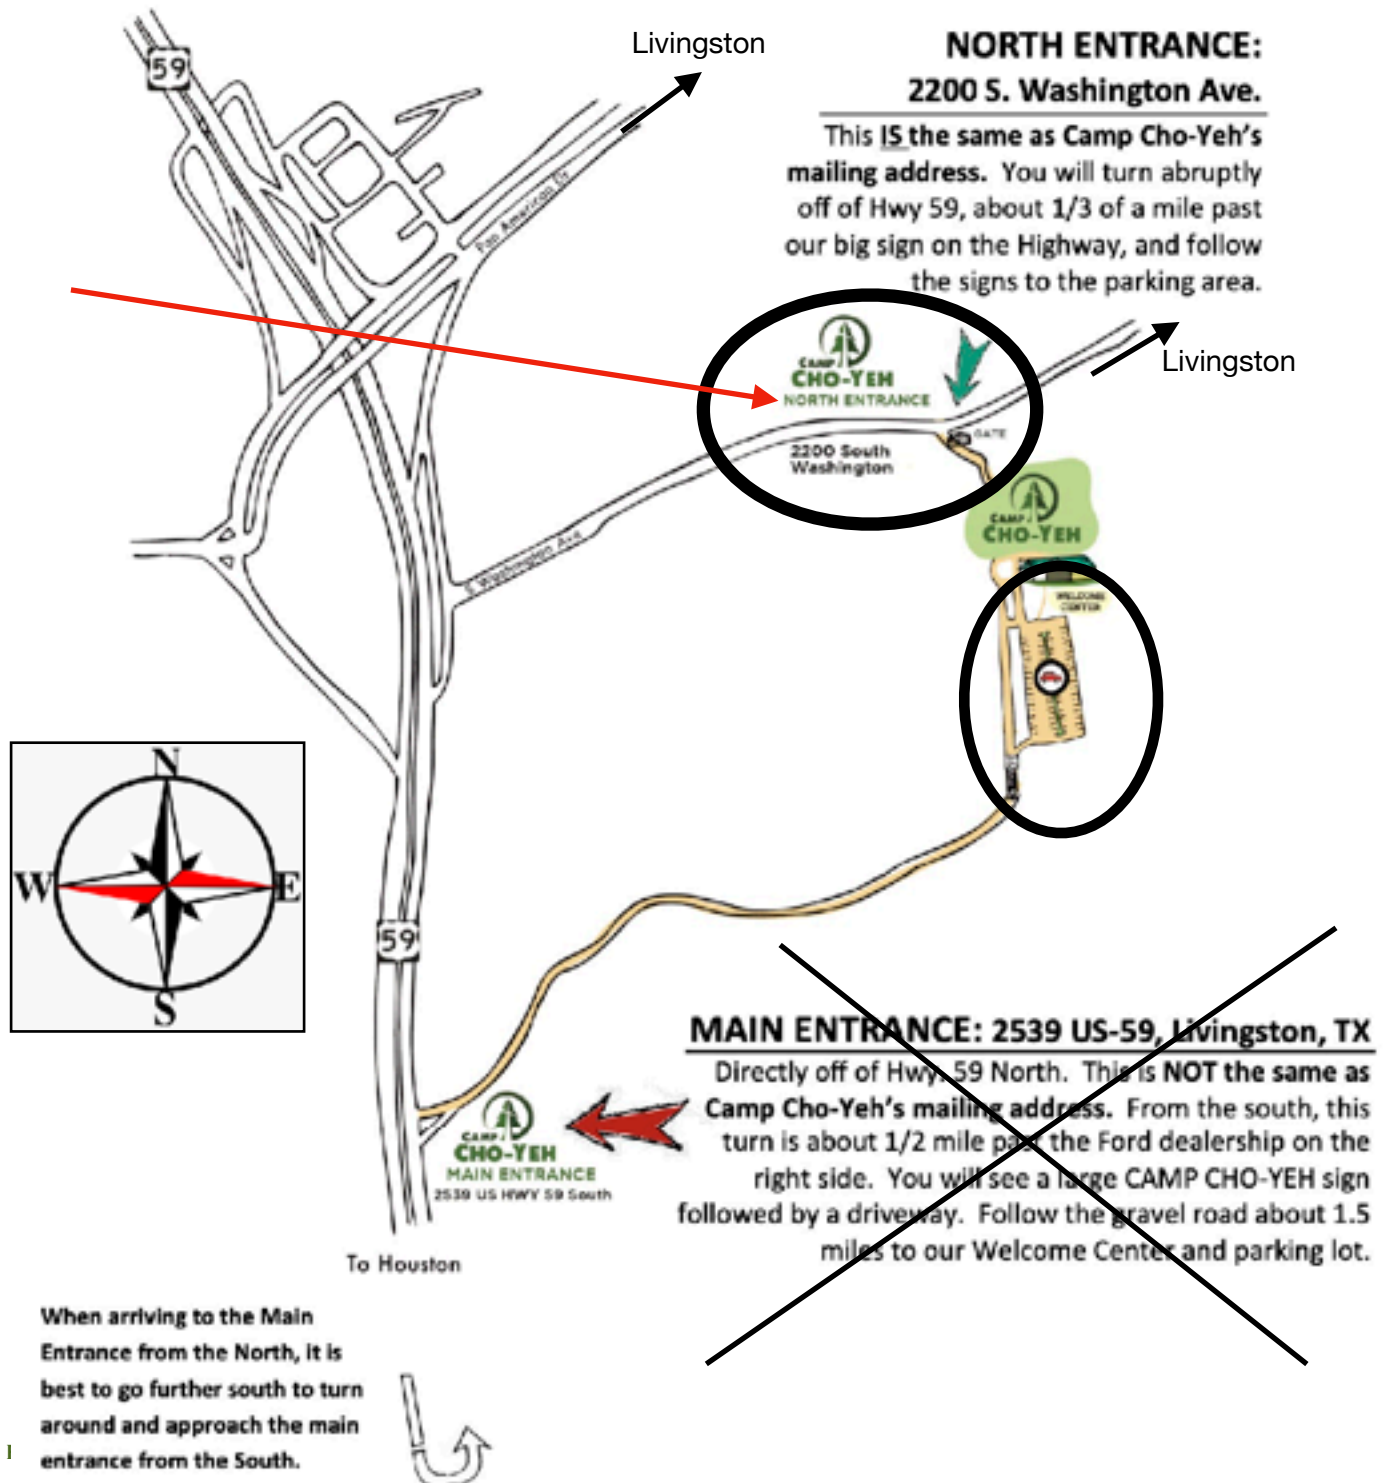 59
Livingston
NORTH ENTRANCE:
2200 S. Washington Ave.
This IS the same as Camp Cho-Yeh's
mailing address. You will turn abruptly
off of Hwy 59, about 1/3 of a mile past
our big sign on the Highway, and follow
the signs to the parking area.
Pan American Dr
CAMP
CHO-YEH
NORTH ENTRANCE
Livingston
GATE
2200 South
Washington
CAMP
CHO-YEH
S Washington Ave
WELCOME
CENTER
N
W
E
S
59
MAIN ENTRANCE: 2539 US-59, Livingston, TX
Directly off of Hwy. 59 North. This is NOT the same as
Camp Cho-Yeh's mailing address. From the south, this
turn is about 1/2 mile past the Ford dealership on the
right side. You will see a large CAMP CHO-YEH sign
followed by a driveway. Follow the gravel road about 1.5
miles to our Welcome Center and parking lot.
CAMP
CHO-YEH
MAIN ENTRANCE
2539 US HWY 59 South
To Houston
When arriving to the Main
Entrance from the North, it is
best to go further south to turn
around and approach the main
entrance from the South.